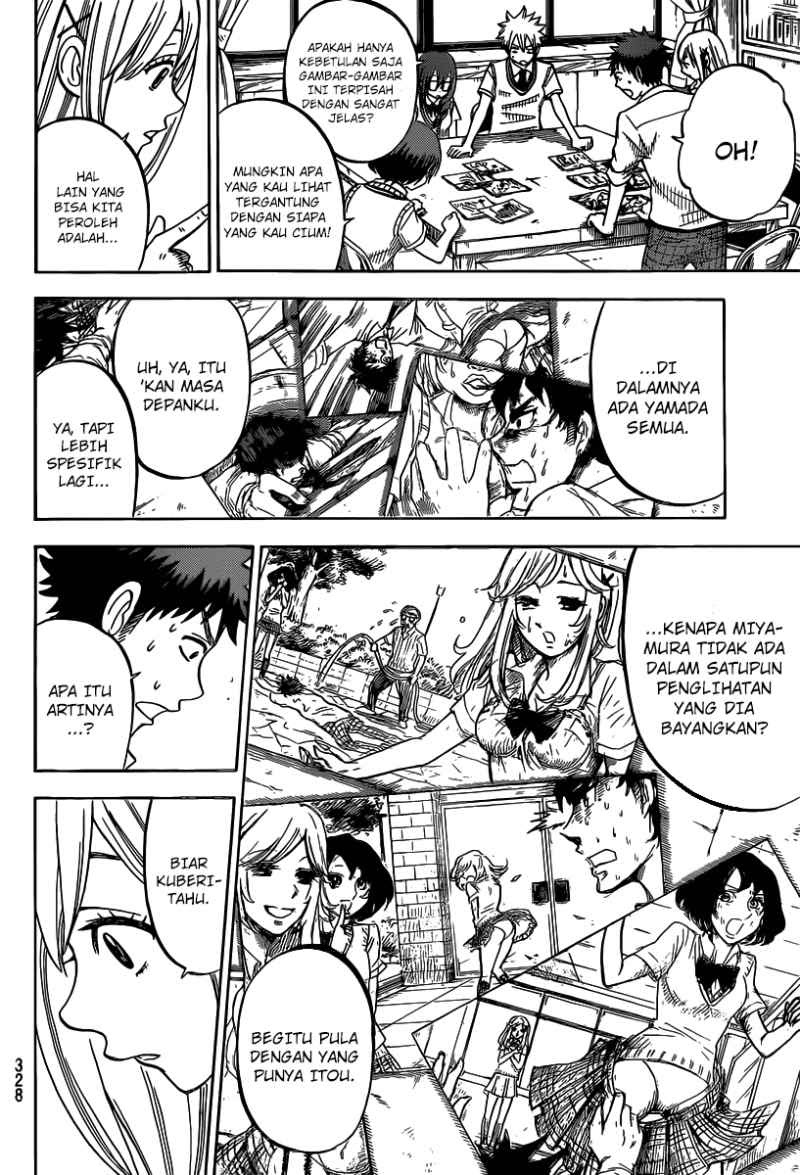 OH!
APAKAH HANYA
KEBETULAN SAJA
GAMBAR-GAMBAR
INI TERPISAH
DENGAN SANGAT
JELAS?
MUNGKIN APA
YANG KAU LIHAT
TERGANTUNG
DENGAN SIAPA
YANG KAU CIUM!
HAL
LAIN YANG
BISA KITA
PEROLEH
ADALAH...
...DI
DALAMNYA
ADA YAMADA
SEMUA.
UH, YA, ITU
'KAN MASA
DEPANKU.
YA, TAPI
LEBIH
SPESIFIK
LAGI...
...KENAPA MIYA-
MURA TIDAK ADA
DALAM SATUPUN
PENGLIHATAN
YANG DIA
BAYANGKAN?
APA ITU
ARTINYA
...?
BEGITU PULA
DENGAN YANG
PUNYA ITOU.
BIAR
KUBERI-
TAHU.
328